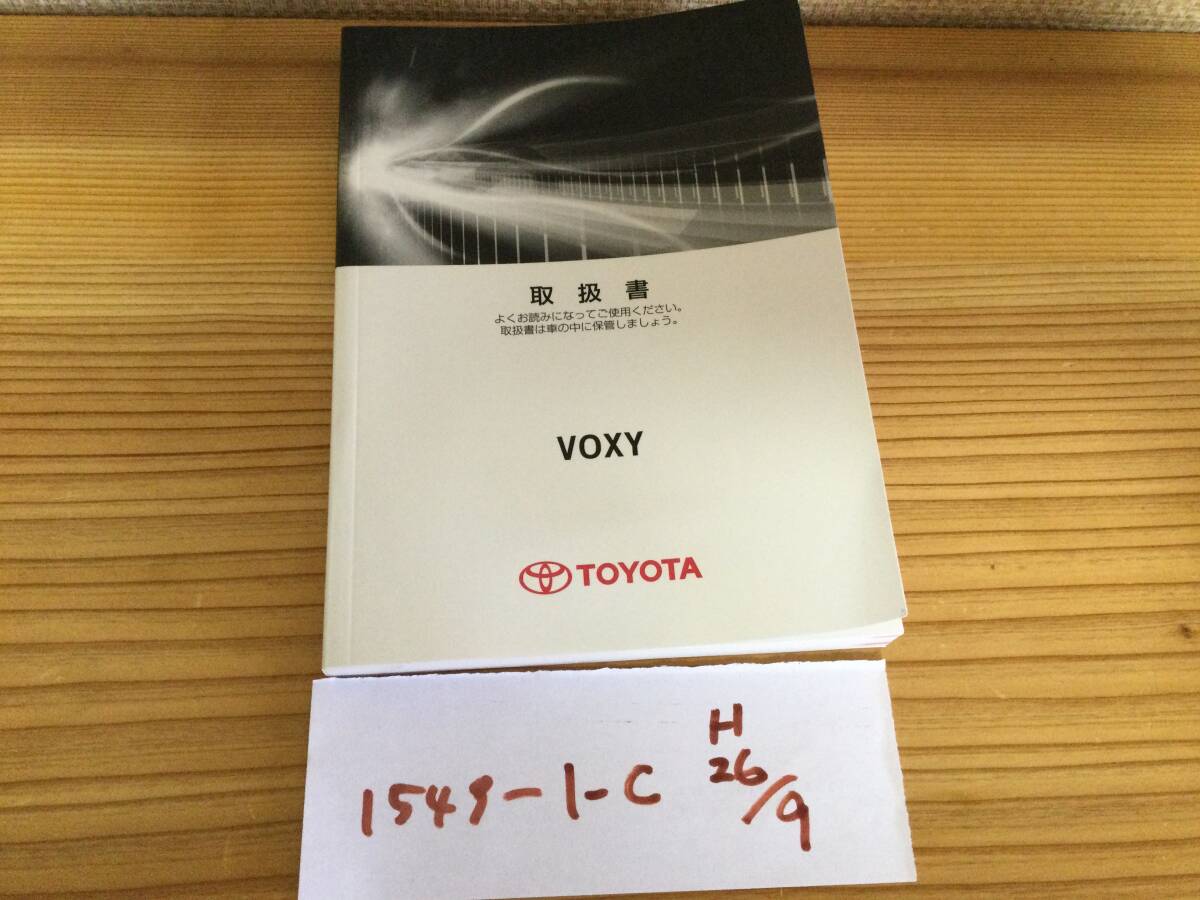 取扱書
よくお読みになってご使用ください。
取扱書は車の中に保管しましょう。
VOXY
TOYOTA
1549-1-C
H
26/9